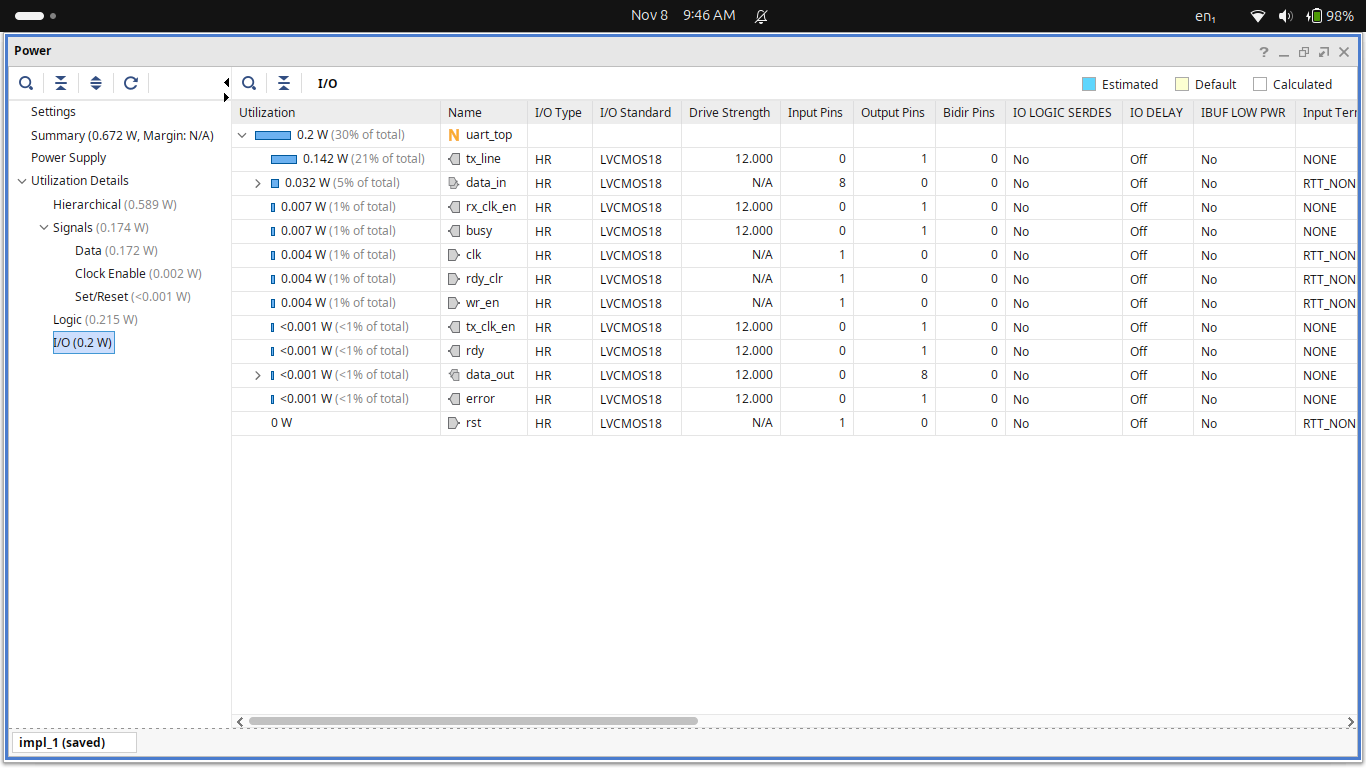 Nov 8 9:46 AM en₁ 98%
Power
I/O Estimated Default Calculated
Settings
Summary (0.672 W, Margin: N/A)
Power Supply
Utilization Details
Hierarchical (0.589 W)
Signals (0.174 W)
Data (0.172 W)
Clock Enable (0.002 W)
Set/Reset (<0.001 W)
Logic (0.215 W)
I/O (0.2 W)
Utilization Name I/O Type I/O Standard Drive Strength Input Pins Output Pins Bidir Pins IO LOGIC SERDES IO DELAY IBUF LOW PWR Input Terr
0.2 W (30% of total) N uart_top
0.142 W (21% of total) tx_line HR LVCMOS18 12.000 0 1 0 No Off No NONE
0.032 W (5% of total) data_in HR LVCMOS18 N/A 8 0 0 No Off No RTT_NON
0.007 W (1% of total) rx_clk_en HR LVCMOS18 12.000 0 1 0 No Off No NONE
0.007 W (1% of total) busy HR LVCMOS18 12.000 0 1 0 No Off No NONE
0.004 W (1% of total) clk HR LVCMOS18 N/A 1 0 0 No Off No RTT_NON
0.004 W (1% of total) rdy_clr HR LVCMOS18 N/A 1 0 0 No Off No RTT_NON
0.004 W (1% of total) wr_en HR LVCMOS18 N/A 1 0 0 No Off No RTT_NON
<0.001 W (<1% of total) tx_clk_en HR LVCMOS18 12.000 0 1 0 No Off No NONE
<0.001 W (<1% of total) rdy HR LVCMOS18 12.000 0 1 0 No Off No NONE
<0.001 W (<1% of total) data_out HR LVCMOS18 12.000 0 8 0 No Off No NONE
<0.001 W (<1% of total) error HR LVCMOS18 12.000 0 1 0 No Off No NONE
0 W rst HR LVCMOS18 N/A 1 0 0 No Off No RTT_NON
impl_1 (saved)